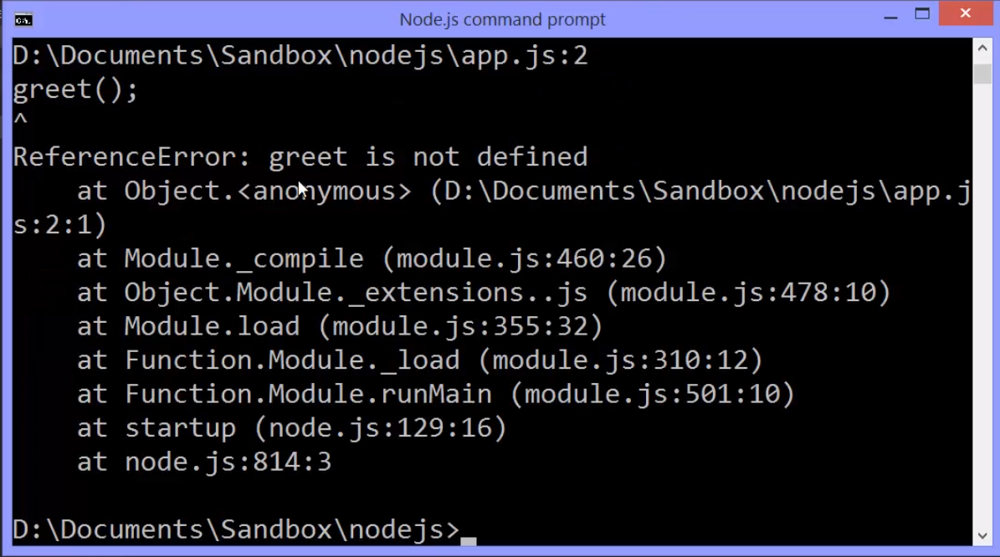 Node.js command prompt
D:\Documents\Sandbox\nodejs\app.js:2
greet();
^
ReferenceError: greet is not defined
    at Object.<anonymous> (D:\Documents\Sandbox\nodejs\app.j
s:2:1)
    at Module._compile (module.js:460:26)
    at Object.Module._extensions..js (module.js:478:10)
    at Module.load (module.js:355:32)
    at Function.Module._load (module.js:310:12)
    at Function.Module.runMain (module.js:501:10)
    at startup (node.js:129:16)
    at node.js:814:3
D:\Documents\Sandbox\nodejs>_